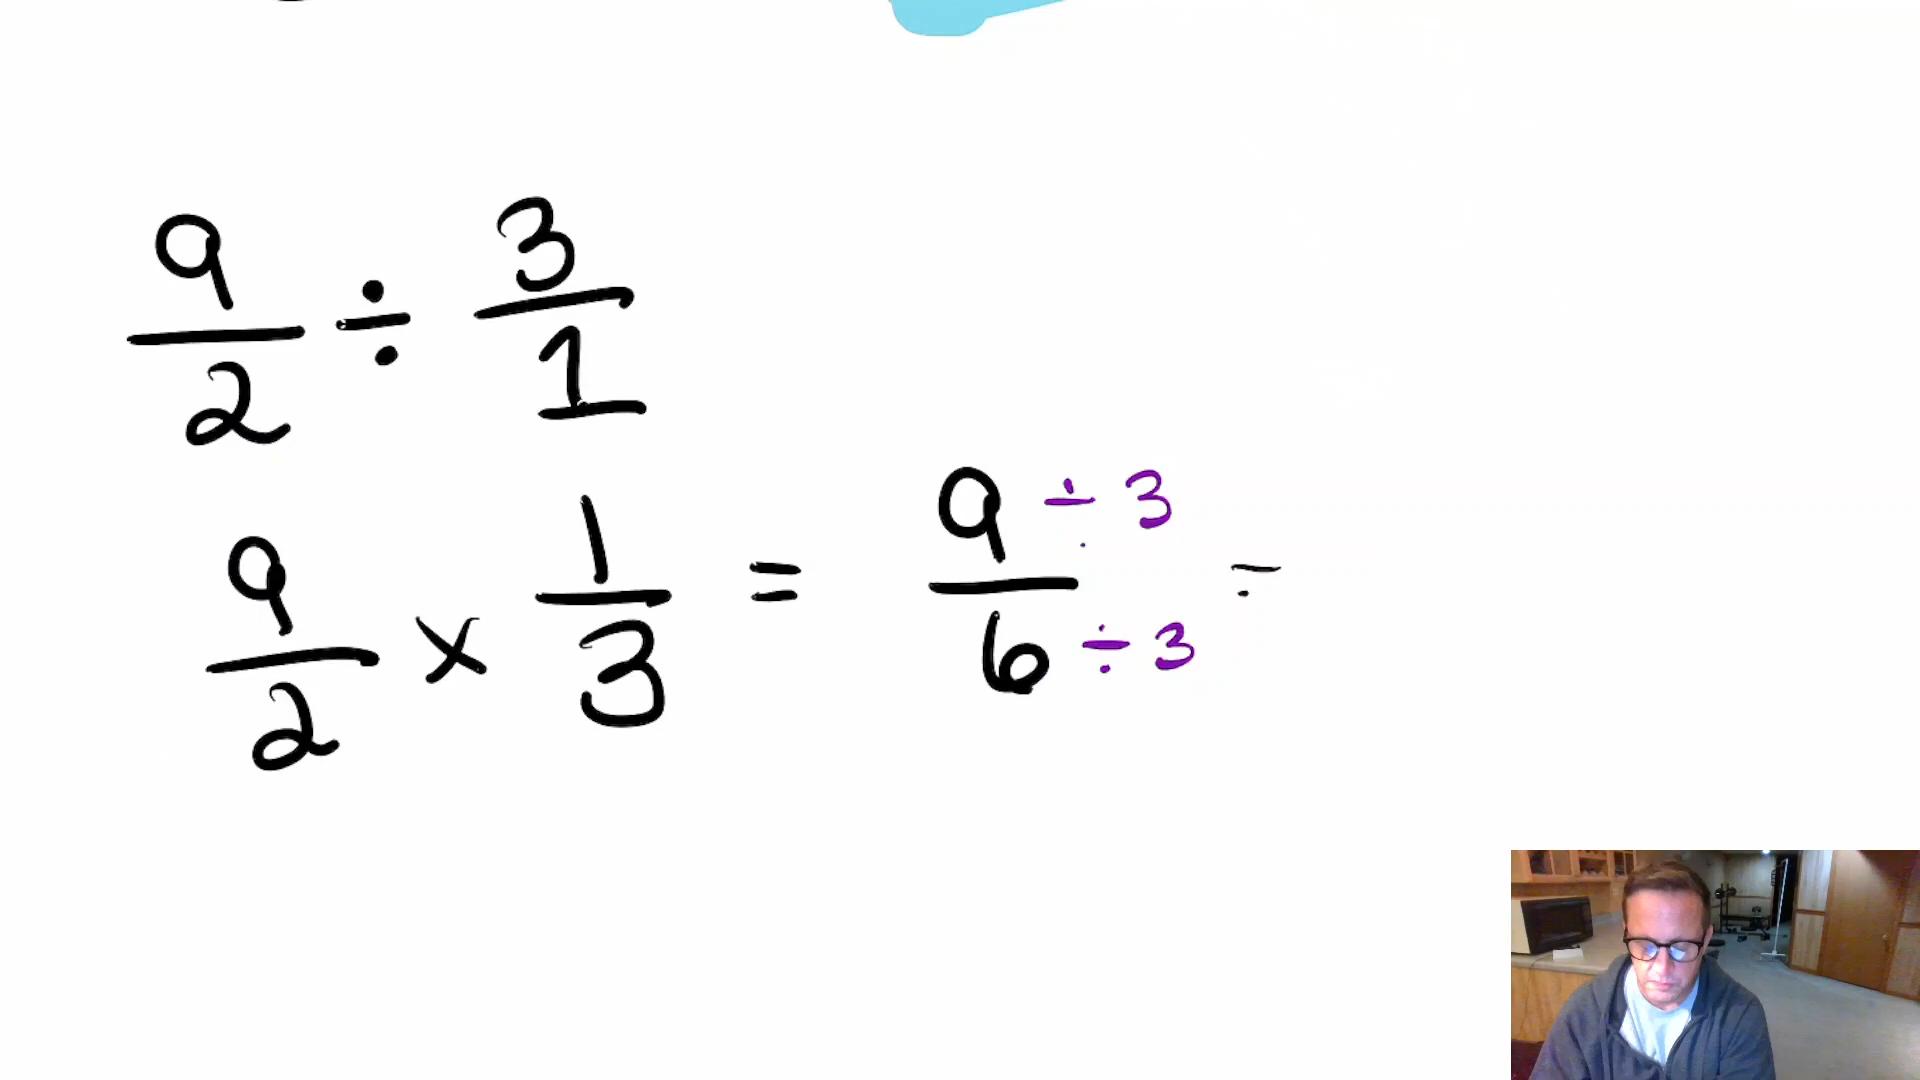 9/2 ÷ 3/1
9/2 × 1/3 = 9 ÷ 3/6 ÷ 3 =